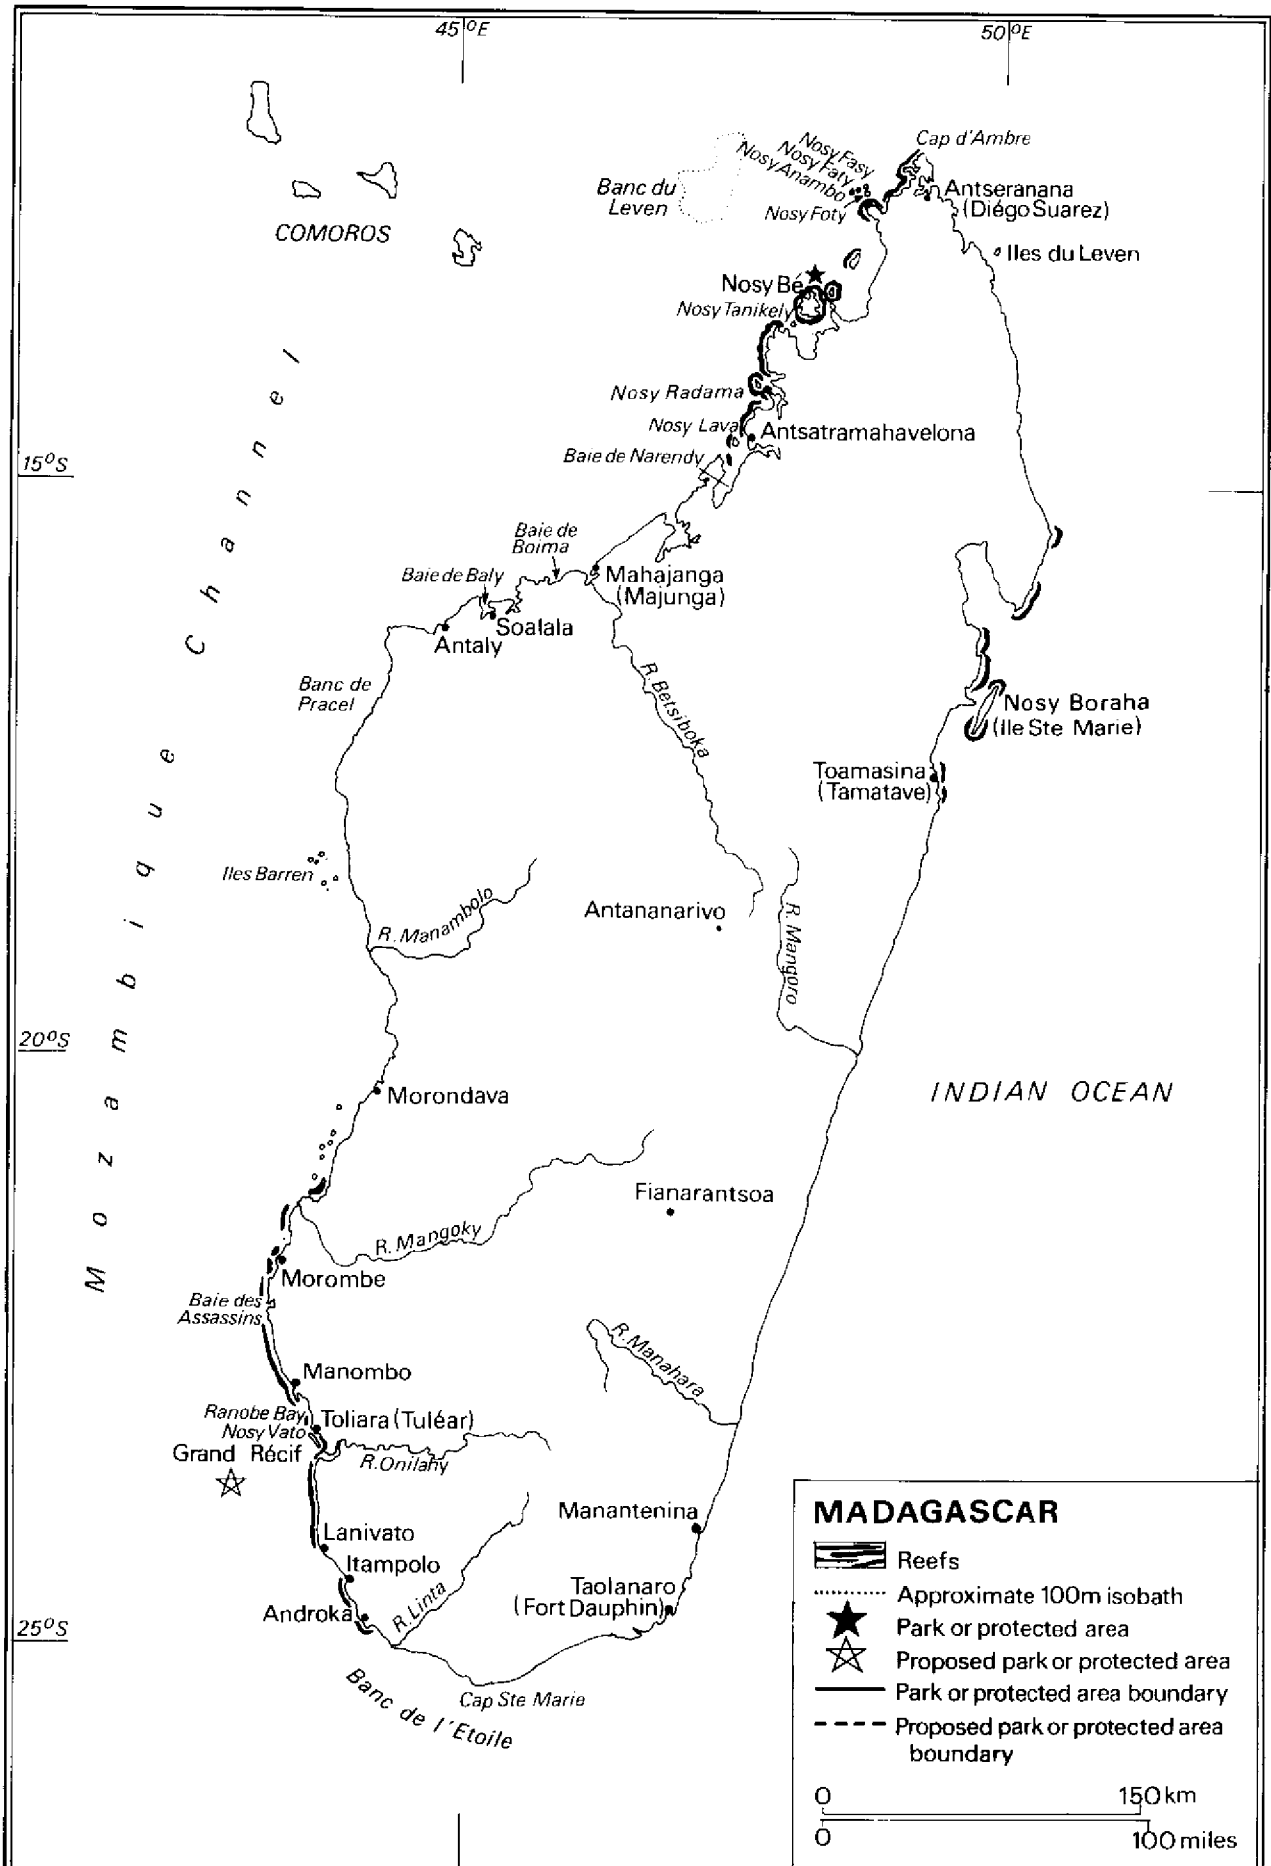 45°E
50°E
Cap d'Ambre
Nosy Fasy
Nosy Faty
Nosy Anambo
Nosy Foty
Banc du
Leven
Antseranana
(Diégo Suarez)
COMOROS
Iles du Leven
Nosy Bé
Nosy Tanikely
Nosy Radama
Nosy Lava
Antsatramahavelona
Baie de Narendy
15°S
Baie de
Boima
Baie de Baly
Mahajanga
(Majunga)
Soalala
Antaly
R. Betsiboka
Banc de
Pracel
Nosy Boraha
(Ile Ste Marie)
Toamasina
(Tamatave)
Iles Barren
R. Manambolo
Antananarivo
R. Mangoro
Mozambique Channel
20°S
Morondava
INDIAN OCEAN
Fianarantsoa
R. Mangoky
Morombe
Baie des
Assassins
R. Manahara
Manombo
Ranobe Bay
Nosy Vato
Toliara (Tuléar)
Grand Récif
R. Onilahy
Manantenina
Lanivato
Itampolo
R. Linta
Taolanaro
(Fort Dauphin)
Androka
25°S
Cap Ste Marie
Banc de l'Etoile
MADAGASCAR
Reefs
Approximate 100m isobath
Park or protected area
Proposed park or protected area
Park or protected area boundary
Proposed park or protected area
boundary
0 150 km
0 100 miles